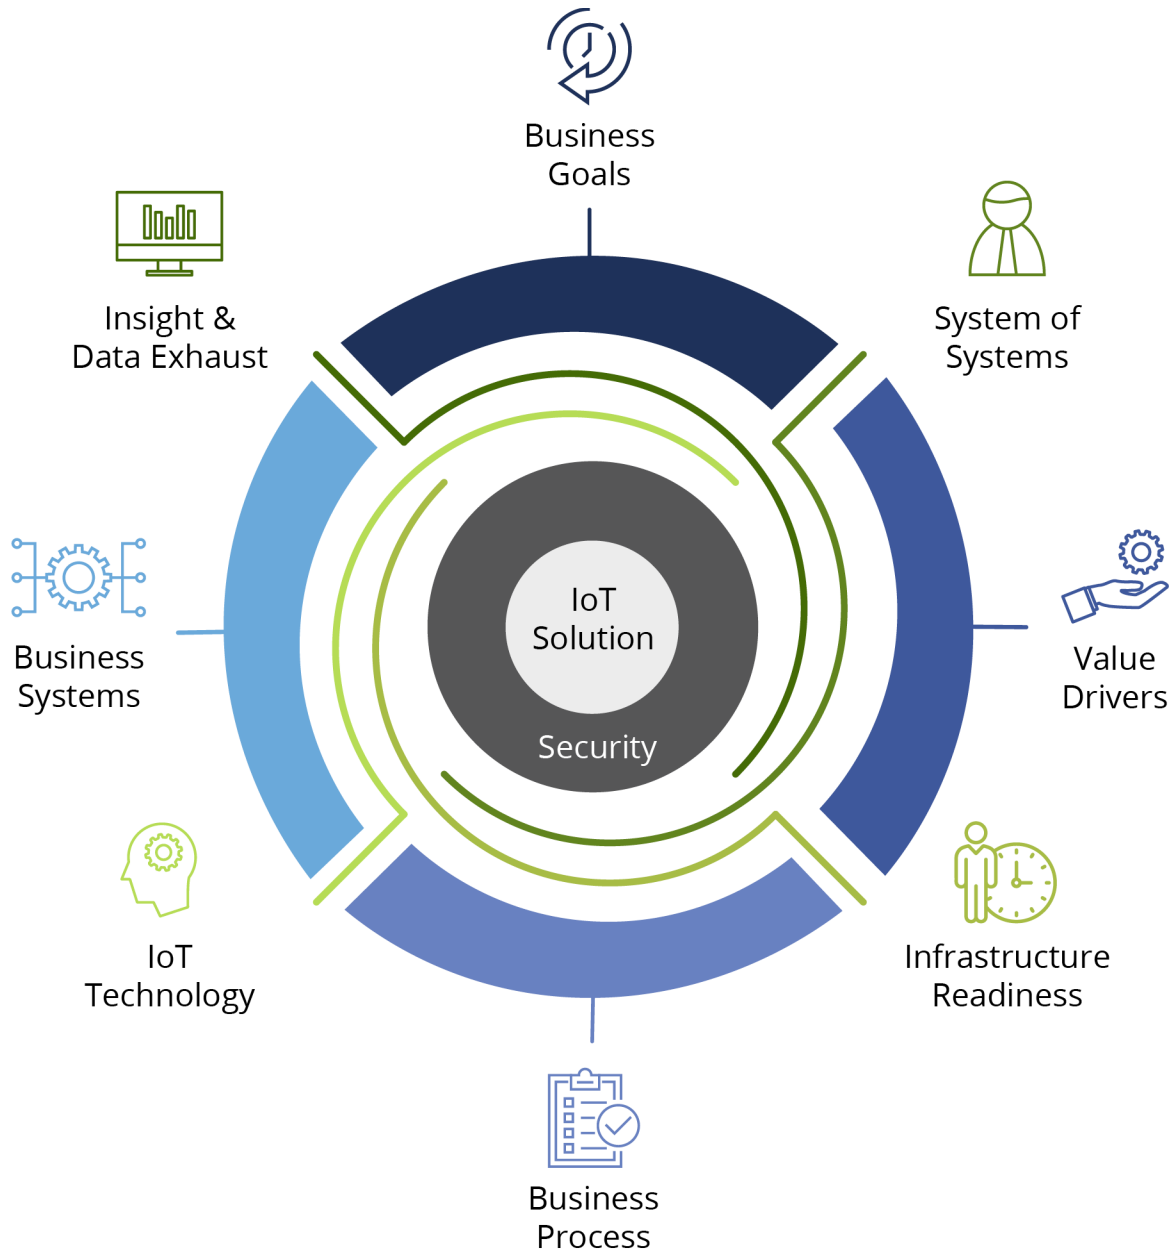 Business
Goals
Insight &
Data Exhaust
System of
Systems
IoT
Solution
Security
Business
Systems
Value
Drivers
IoT
Technology
Infrastructure
Readiness
Business
Process